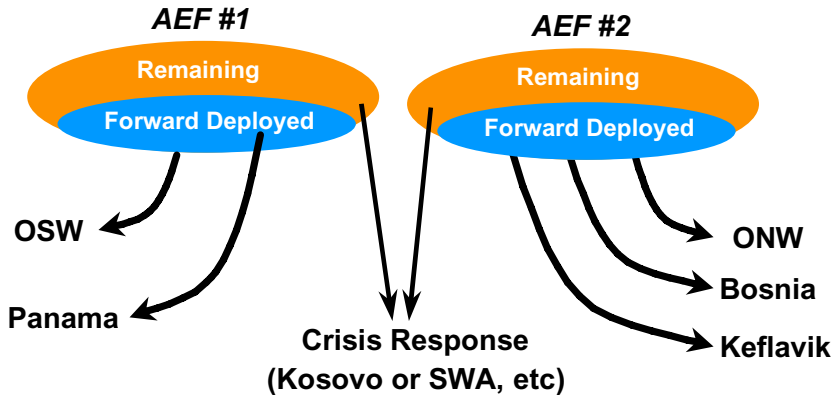 AEF #1
Remaining
Forward Deployed
OSW
Panama
AEF #2
Remaining
Forward Deployed
ONW
Bosnia
Keflavik
Crisis Response
(Kosovo or SWA, etc)